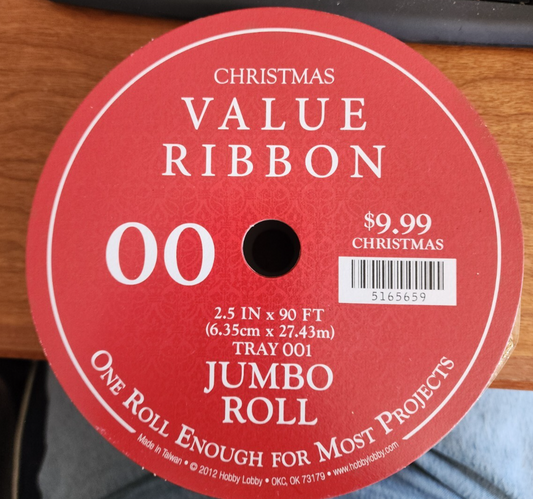 CHRISTMAS
VALUE
RIBBON
00
$9.99
CHRISTMAS
5165659
2.5 IN x 90 FT
(6.35cm x 27.43m)
TRAY 001
JUMBO
ROLL
ONE ROLL ENOUGH FOR MOST PROJECTS
Made in Taiwan • © 2012 Hobby Lobby • OKC, OK 73179 • www.hobbylobby.com